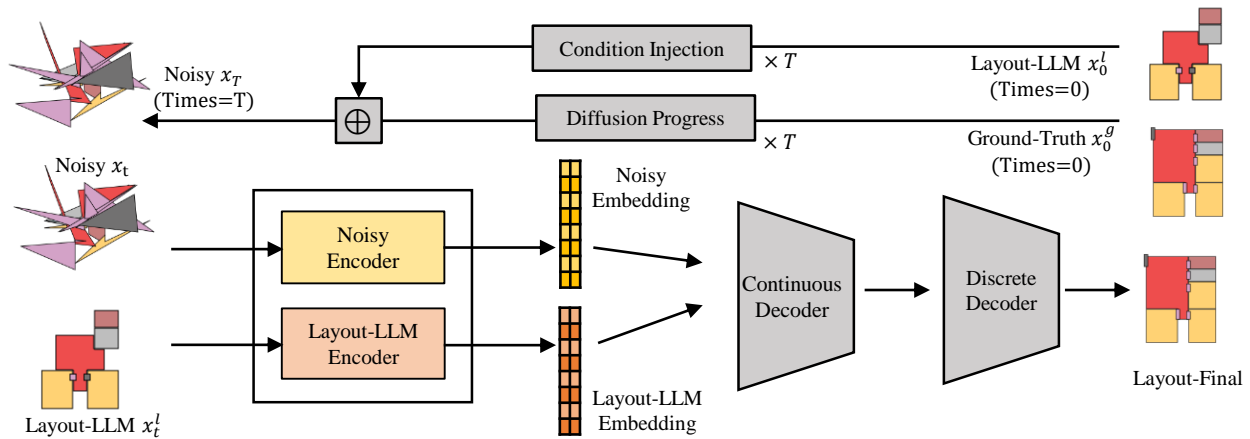 Condition Injection
× T
Layout-LLM x_0^l
(Times=0)
Noisy x_T
(Times=T)
⊕
Diffusion Progress
× T
Ground-Truth x_0^g
(Times=0)
Noisy x_t
Noisy
Embedding
Noisy
Encoder
Continuous
Decoder
Discrete
Decoder
Layout-LLM
Encoder
Layout-LLM x_t^l
Layout-LLM
Embedding
Layout-Final